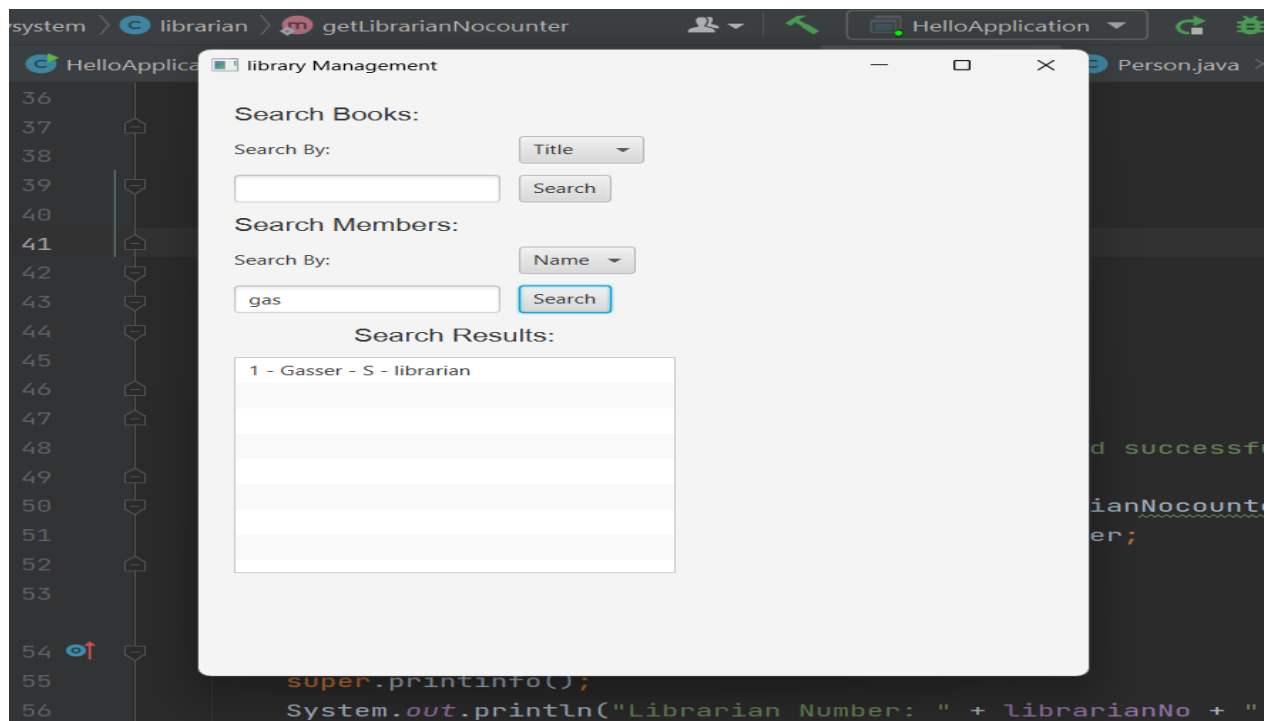 system librarian getLibrarianNocounter HelloApplication
HelloApplica Person.java
library Management
36
37
38
39
40
41
42
43
44
45
46
47
48
49
50
51
52
53
54
55
56
Search Books:
Search By: Title
Search
Search Members:
Search By: Name
gas Search
Search Results:
1 - Gasser - S - librarian
d successf
ianNocount
er;
super.printinfo();
System.out.println("Librarian Number: " + librarianNo + "